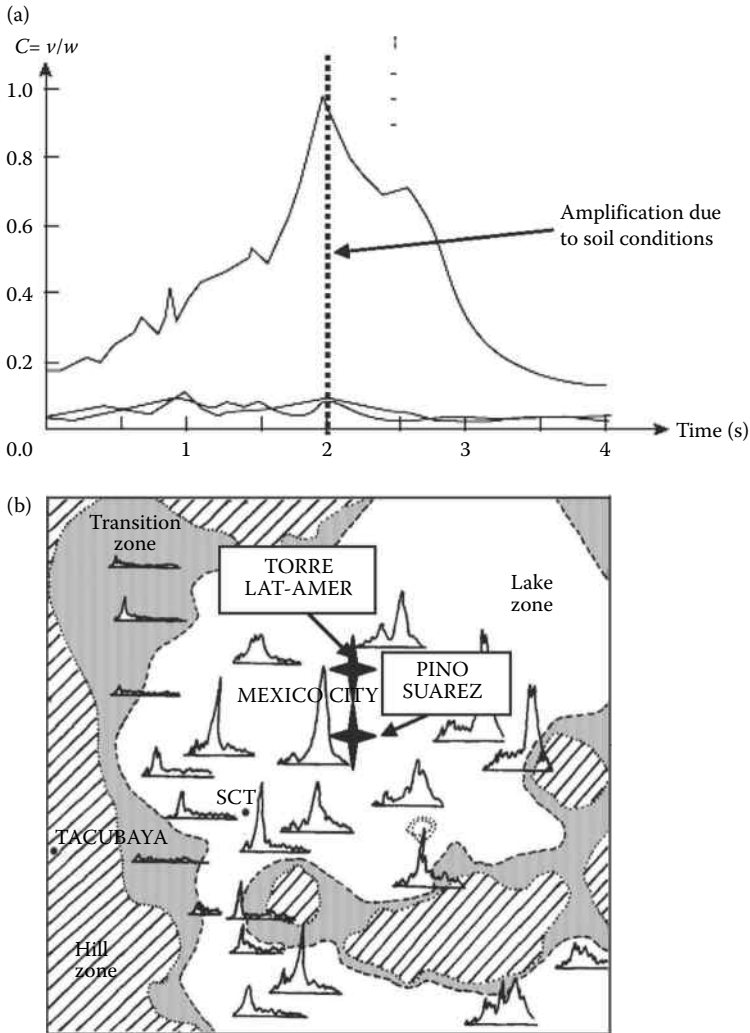 (a)
C= v/w
1.0
0.8
0.6
0.4
0.2
0.0
1
2
3
4
Time (s)
Amplification due
to soil conditions
(b)
Transition
zone
TORRE
LAT-AMER
Lake
zone
PINO
SUAREZ
MEXICO CITY
SCT
TACUBAYA
Hill
zone